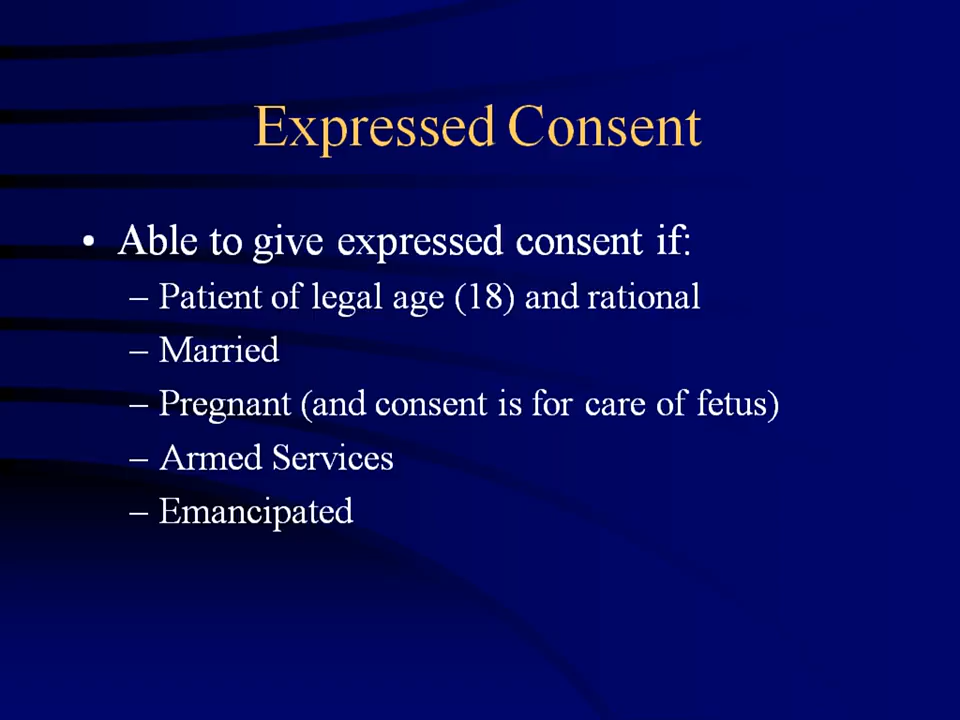 Expressed Consent
• Able to give expressed consent if:
– Patient of legal age (18) and rational
– Married
– Pregnant (and consent is for care of fetus)
– Armed Services
– Emancipated